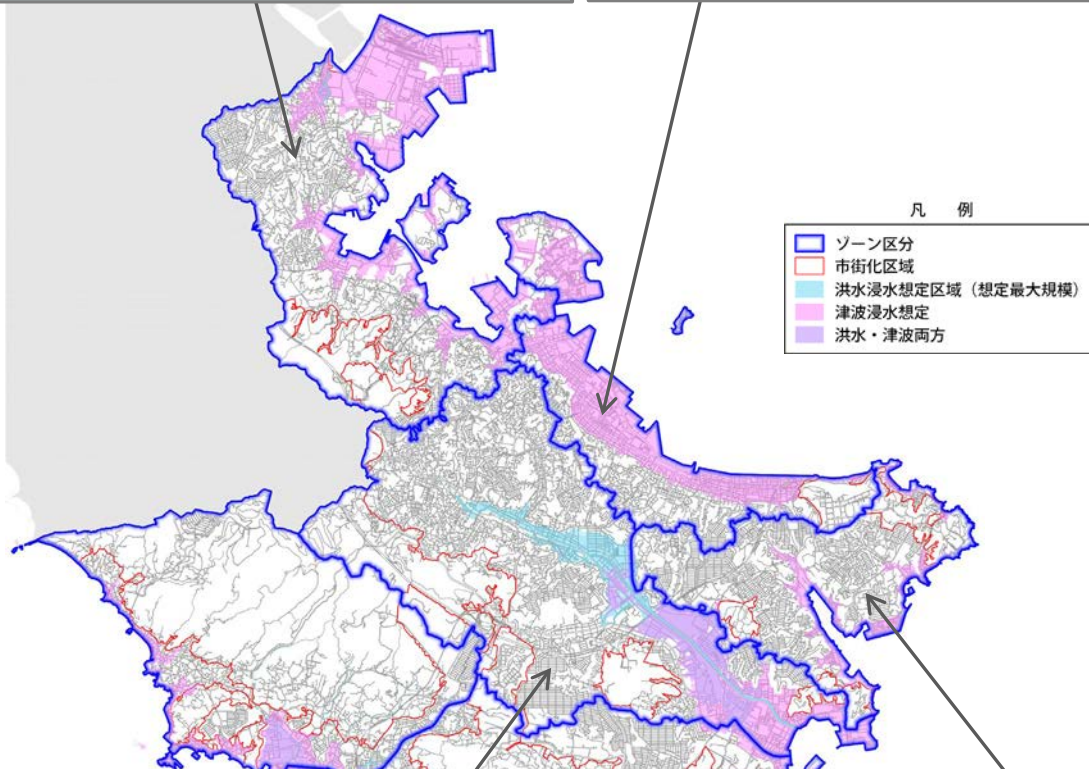 凡　例
ゾーン区分
市街化区域
洪水浸水想定区域（想定最大規模）
津波浸水想定
洪水・津波両方